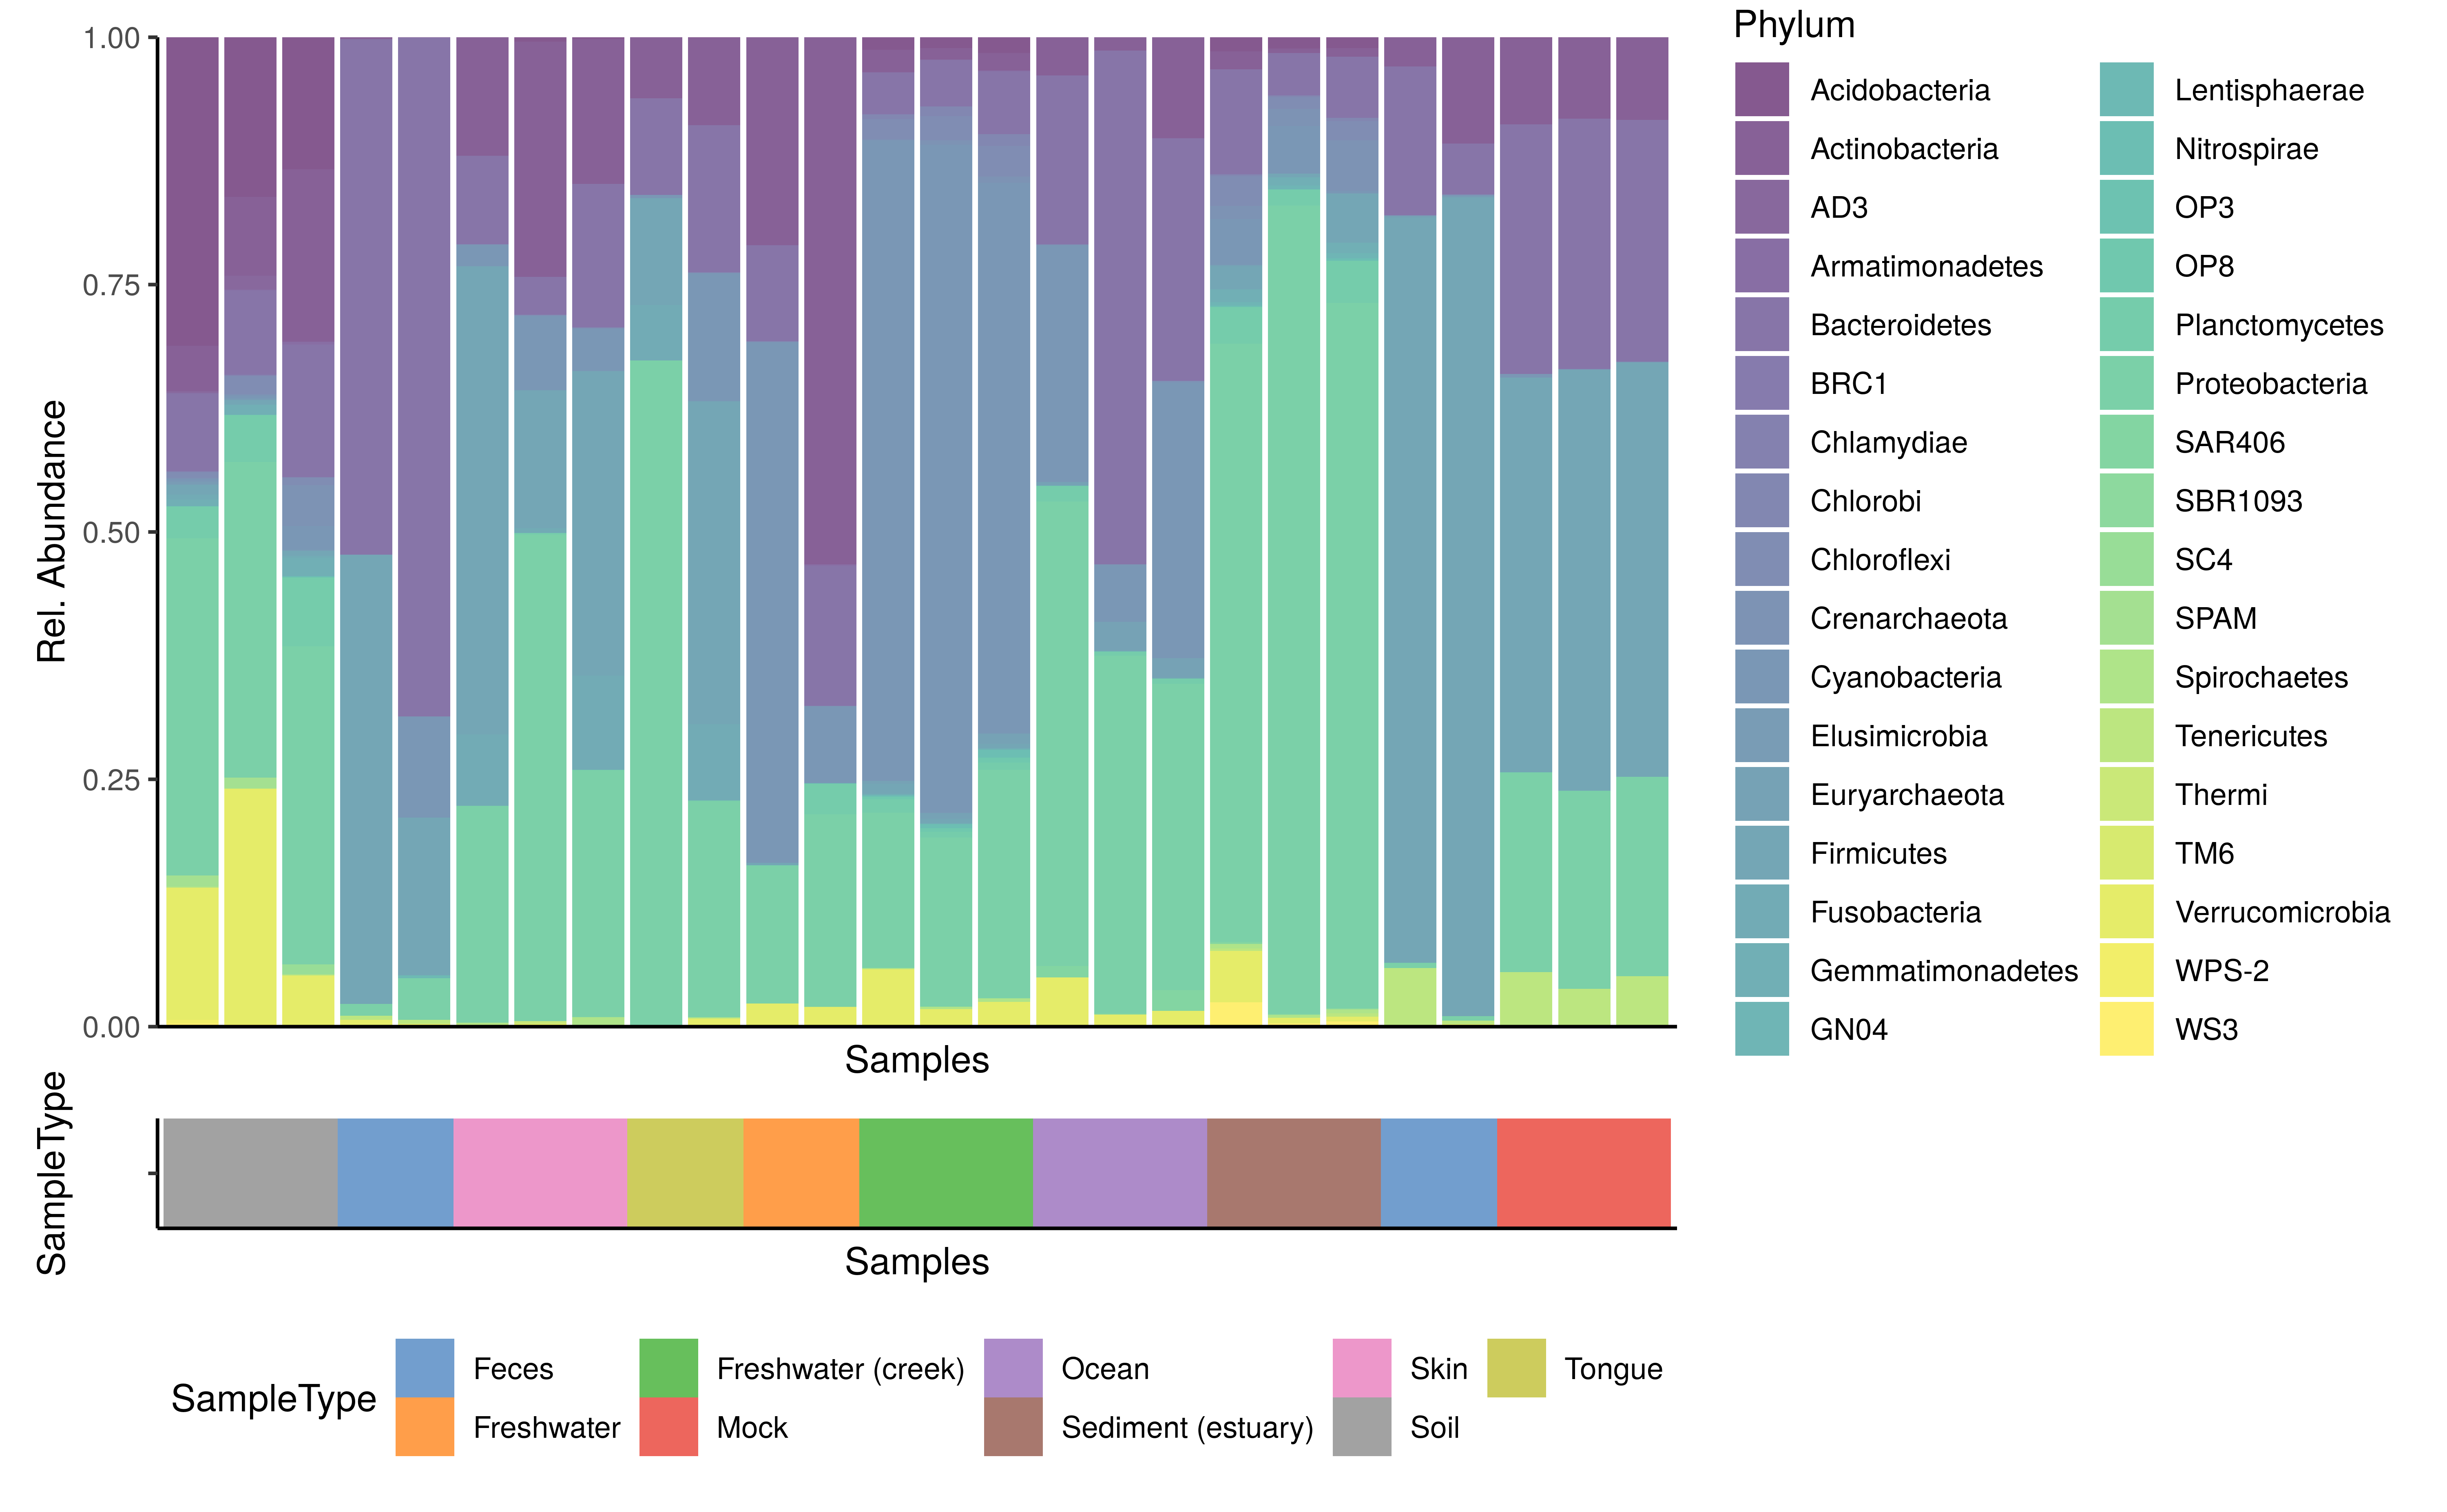 Phylum
1.00
0.75
0.50
0.25
0.00
Rel. Abundance
Samples
Acidobacteria
Actinobacteria
AD3
Armatimonadetes
Bacteroidetes
BRC1
Chlamydiae
Chlorobi
Chloroflexi
Crenarchaeota
Cyanobacteria
Elusimicrobia
Euryarchaeota
Firmicutes
Fusobacteria
Gemmatimonadetes
GN04
Lentisphaerae
Nitrospirae
OP3
OP8
Planctomycetes
Proteobacteria
SAR406
SBR1093
SC4
SPAM
Spirochaetes
Tenericutes
Thermi
TM6
Verrucomicrobia
WPS-2
WS3
SampleType
Samples
SampleType
Feces
Freshwater
Freshwater (creek)
Mock
Ocean
Sediment (estuary)
Skin
Soil
Tongue